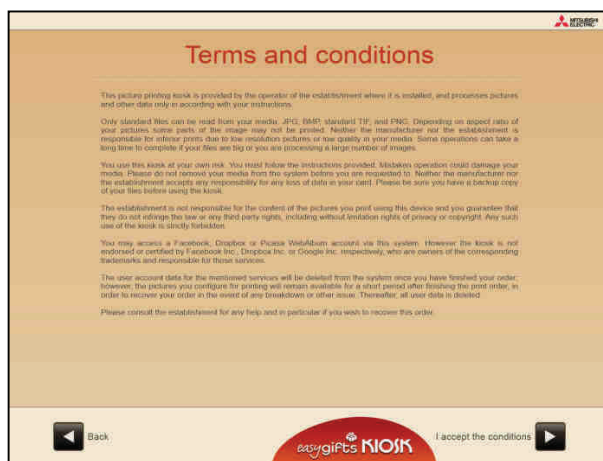 MITSUBISHI
ELECTRIC
Terms and conditions
This picture printing kiosk is provided by the operator of the establishment where it is installed, and processes pictures
and other data only in according with your instructions.
Only standard files can be read from your media: JPG, BMP, standard TIF, and PNG. Depending on aspect ratio of
your pictures some parts of the image may not be printed. Neither the manufacturer nor the establishment is
responsible for inferior prints due to low resolution pictures or low quality in your media. Some operations can take a
long time to complete if your files are big or you are processing a large number of images.
You use this kiosk at your own risk. You must follow the instructions provided. Mistaken operation could damage your
media. Please do not remove your media from the system before you are requested to. Neither the manufacturer nor
the establishment accepts any responsibility for any loss of data in your card. Please be sure you have a backup copy
of your files before using the kiosk.
The establishment is not responsible for the content of the pictures you print using this device and you guarantee that
they do not infringe the law or any third party rights, including without limitation rights of privacy or copyright. Any such
use of the kiosk is strictly forbidden.
You may access a Facebook, Dropbox or Picasa WebAlbum account via this system. However the kiosk is not
endorsed or certified by Facebook Inc., Dropbox Inc. or Google Inc. respectively, who are owners of the corresponding
trademarks and responsible for those services.
The user account data for the mentioned services will be deleted from the system once you have finished your order;
however, the pictures you configure for printing will remain available for a short period after finishing the print order, in
order to recover your order in the event of any breakdown or other issue. Thereafter, all user data is deleted.
Please consult the establishment for any help and in particular if you wish to recover this order.
Back
easygifts KIOSK
I accept the conditions